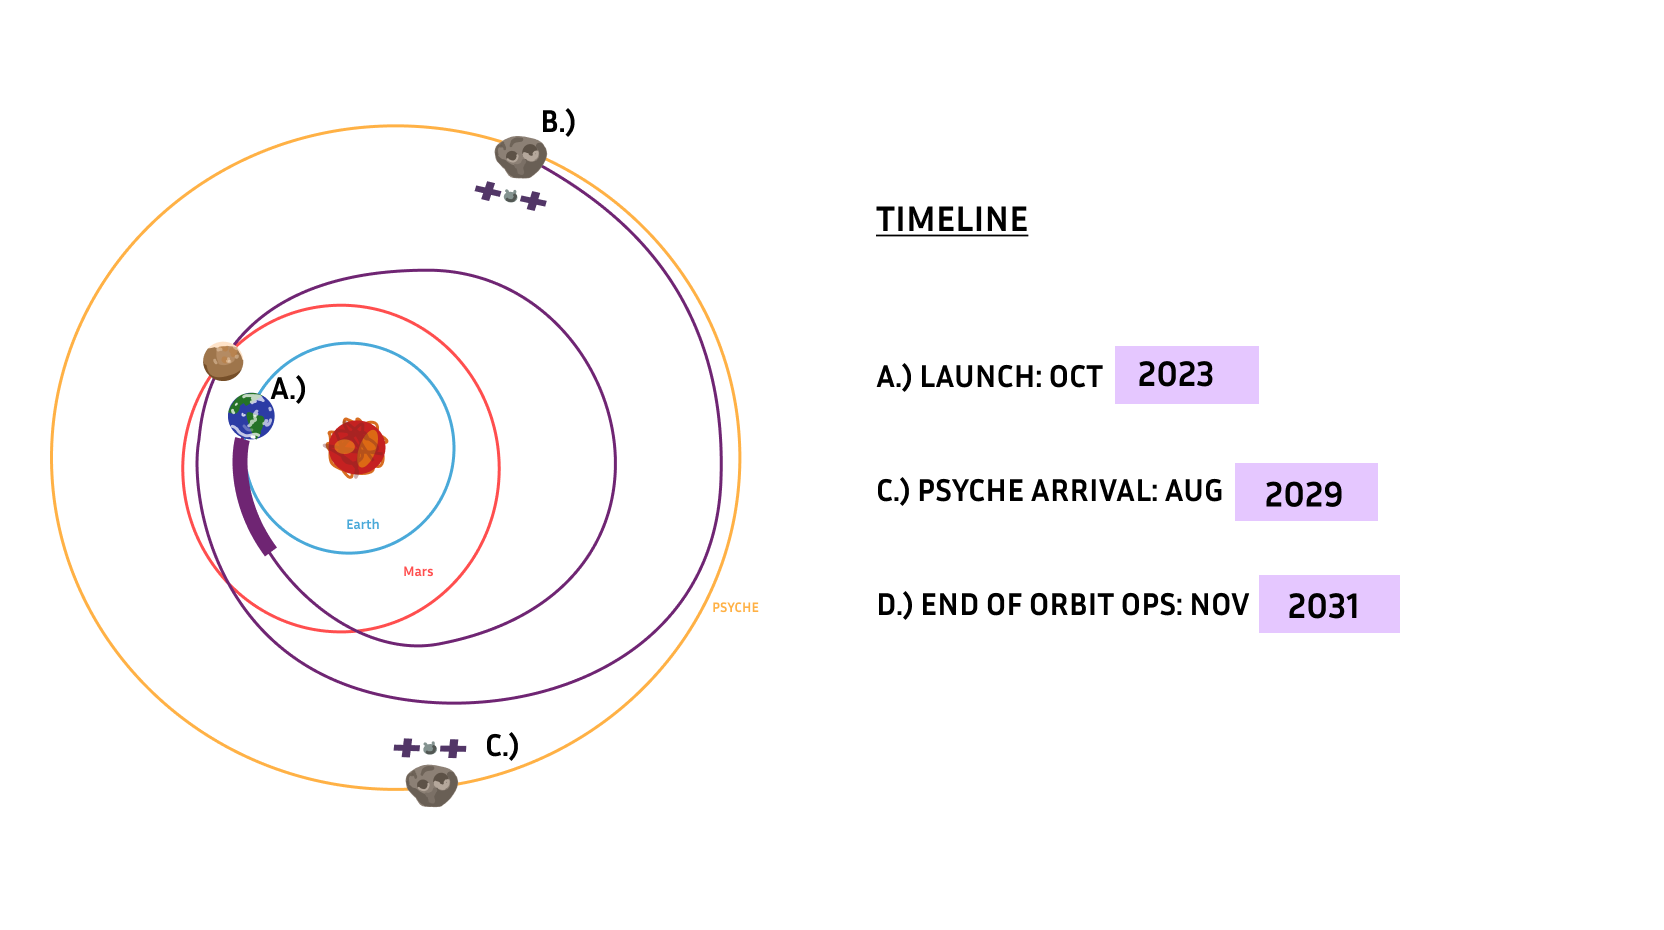 B.)
A.)
Earth
Mars
PSYCHE
C.)
TIMELINE
A.) LAUNCH: OCT 2023
C.) PSYCHE ARRIVAL: AUG 2029
D.) END OF ORBIT OPS: NOV 2031